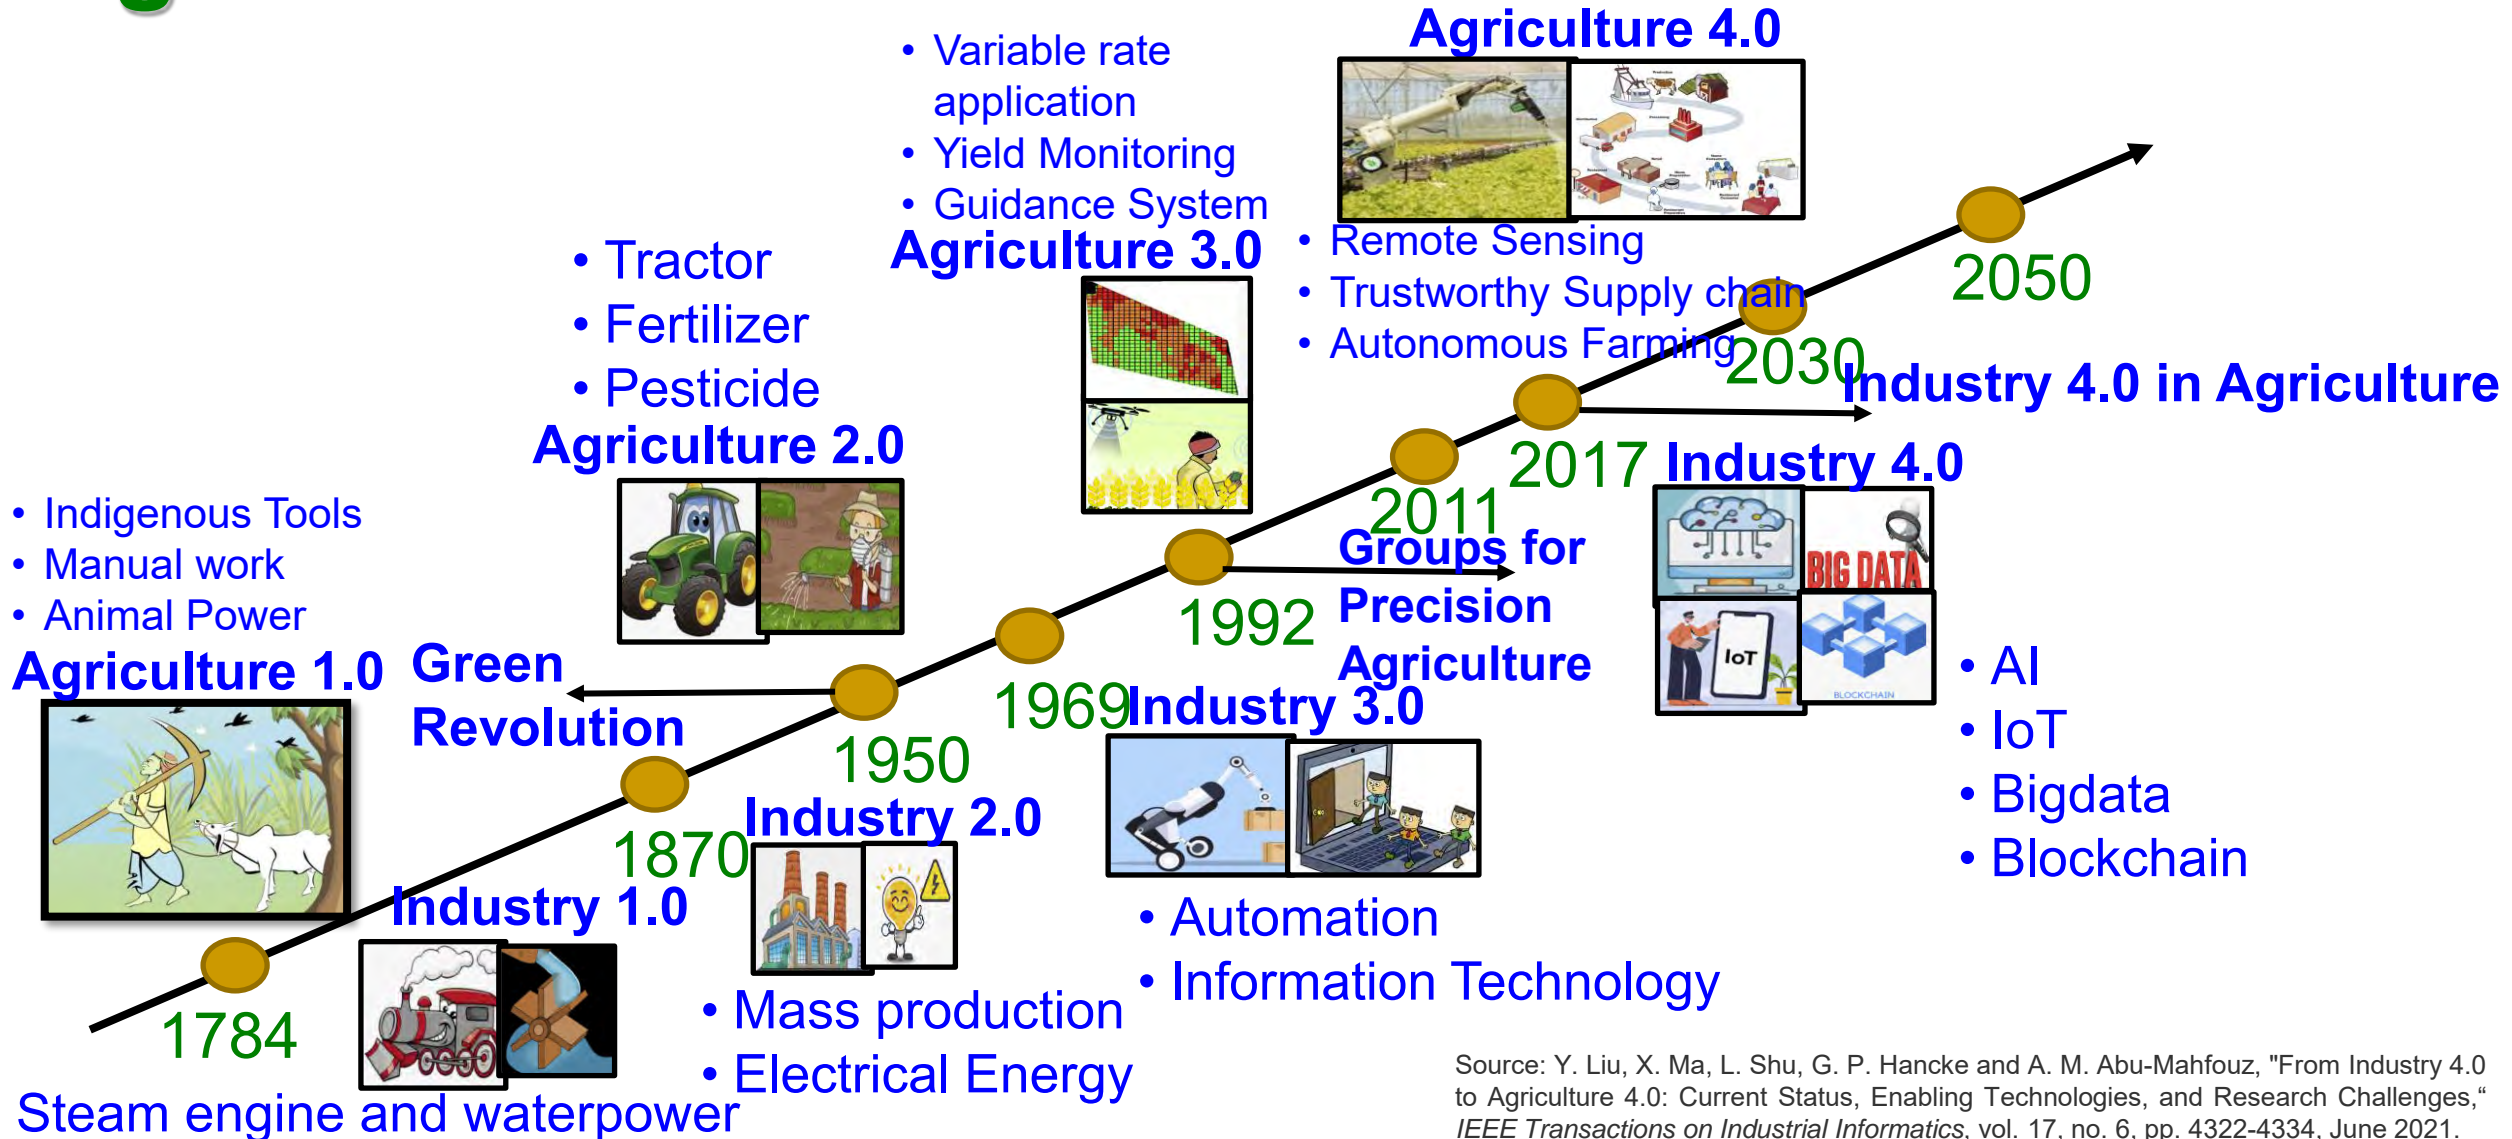 Agriculture 4.0
• Variable rate
application
• Yield Monitoring
• Guidance System
Agriculture 3.0
• Remote Sensing
• Trustworthy Supply chain
• Autonomous Farming
• Tractor
• Fertilizer
• Pesticide
Agriculture 2.0
• Indigenous Tools
• Manual work
• Animal Power
Agriculture 1.0
Green
Revolution
2050
2030
Industry 4.0 in Agriculture
2017
Industry 4.0
2011
Groups for
Precision
Agriculture
1992
BIG DATA
IoT
BLOCKCHAIN
• AI
• IoT
• Bigdata
• Blockchain
1969
Industry 3.0
1950
• Automation
• Information Technology
Industry 2.0
1870
• Mass production
• Electrical Energy
Industry 1.0
1784
Steam engine and waterpower
Source: Y. Liu, X. Ma, L. Shu, G. P. Hancke and A. M. Abu-Mahfouz, "From Industry 4.0
to Agriculture 4.0: Current Status, Enabling Technologies, and Research Challenges,“
IEEE Transactions on Industrial Informatics, vol. 17, no. 6, pp. 4322-4334, June 2021.